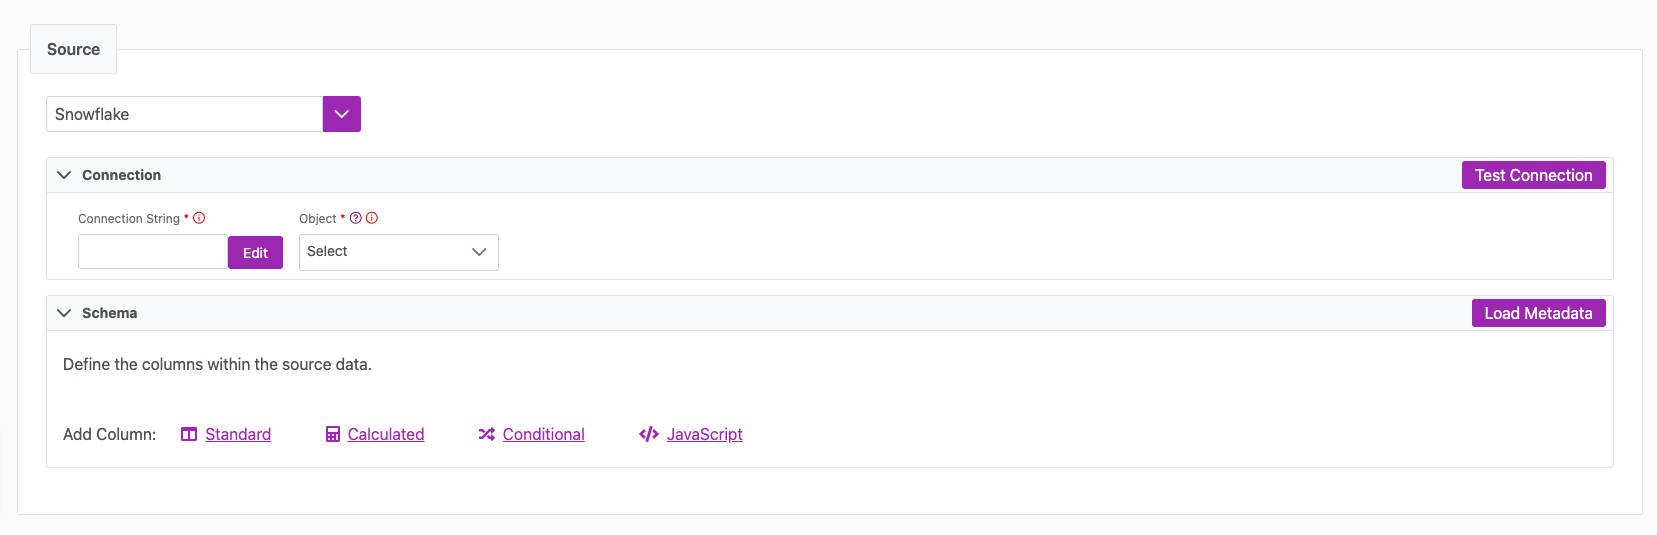 Source
Snowflake
Connection
Test Connection
Connection String *
Object *
Edit
Select
Schema
Load Metadata
Define the columns within the source data.
Add Column: Standard Calculated Conditional JavaScript